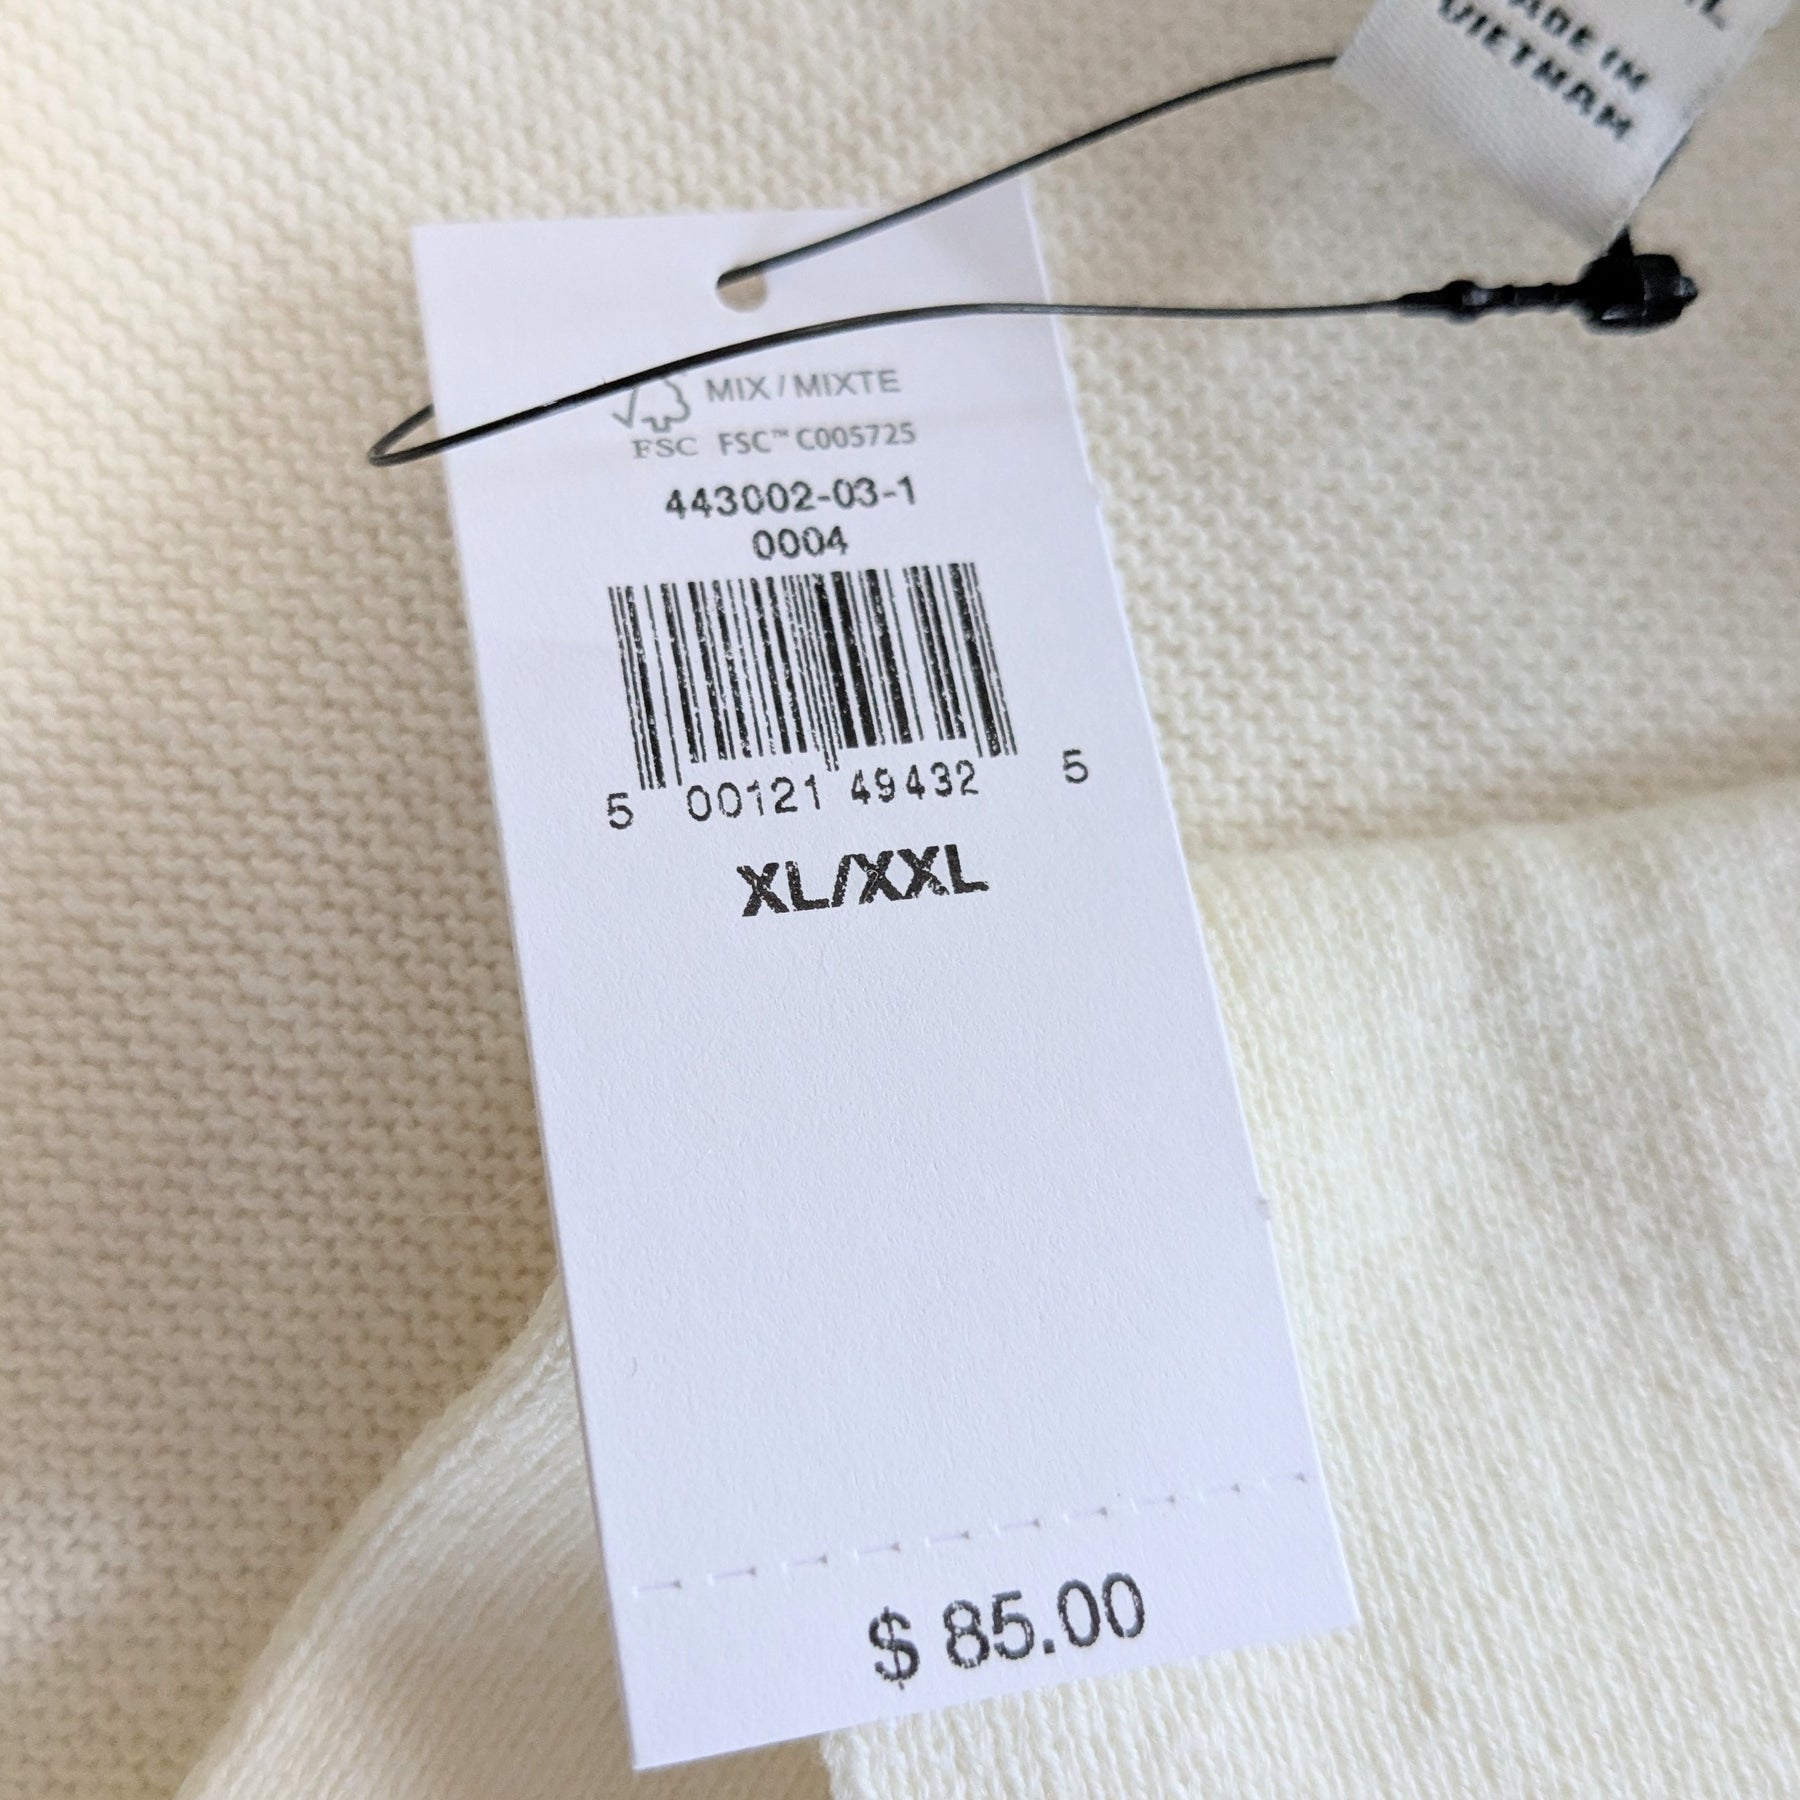 MADE IN
VIETNAM
MIX / MIXTE
FSC FSC™ C005725
443002-03-1
0004
5 00121 49432 5
XL/XXL
$ 85.00